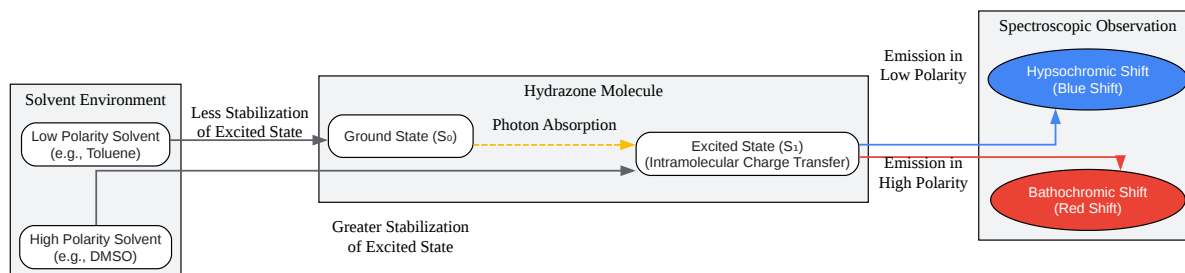 Solvent Environment
Low Polarity Solvent
(e.g., Toluene)
High Polarity Solvent
(e.g., DMSO)
Less Stabilization
of Excited State
Greater Stabilization
of Excited State
Hydrazone Molecule
Ground State (S₀)
Photon Absorption
Excited State (S₁)
(Intramolecular Charge Transfer)
Emission in
Low Polarity
Emission in
High Polarity
Spectroscopic Observation
Hypsochromic Shift
(Blue Shift)
Bathochromic Shift
(Red Shift)